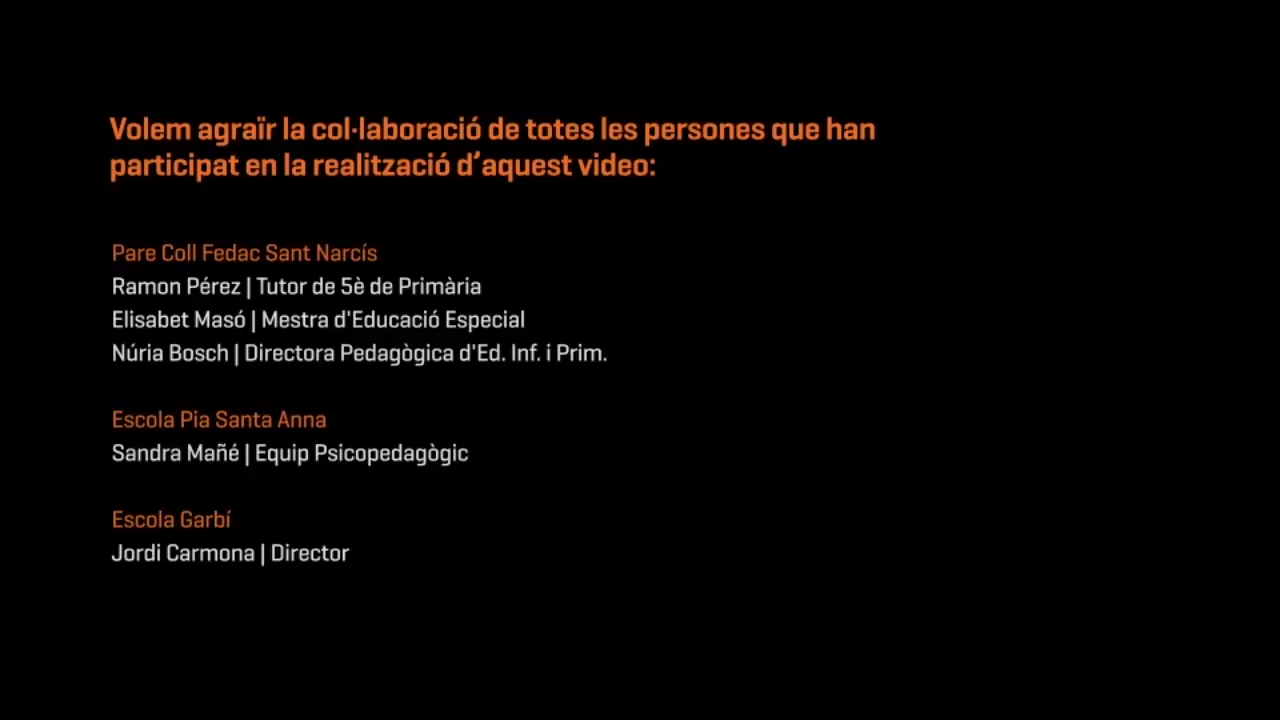 Volem agraïr la col·laboració de totes les persones que han
participat en la realització d’aquest video:
Pare Coll Fedac Sant Narcís
Ramon Pérez | Tutor de 5è de Primària
Elisabet Masó | Mestra d'Educació Especial
Núria Bosch | Directora Pedagògica d'Ed. Inf. i Prim.
Escola Pia Santa Anna
Sandra Mañé | Equip Psicopedagògic
Escola Garbí
Jordi Carmona | Director